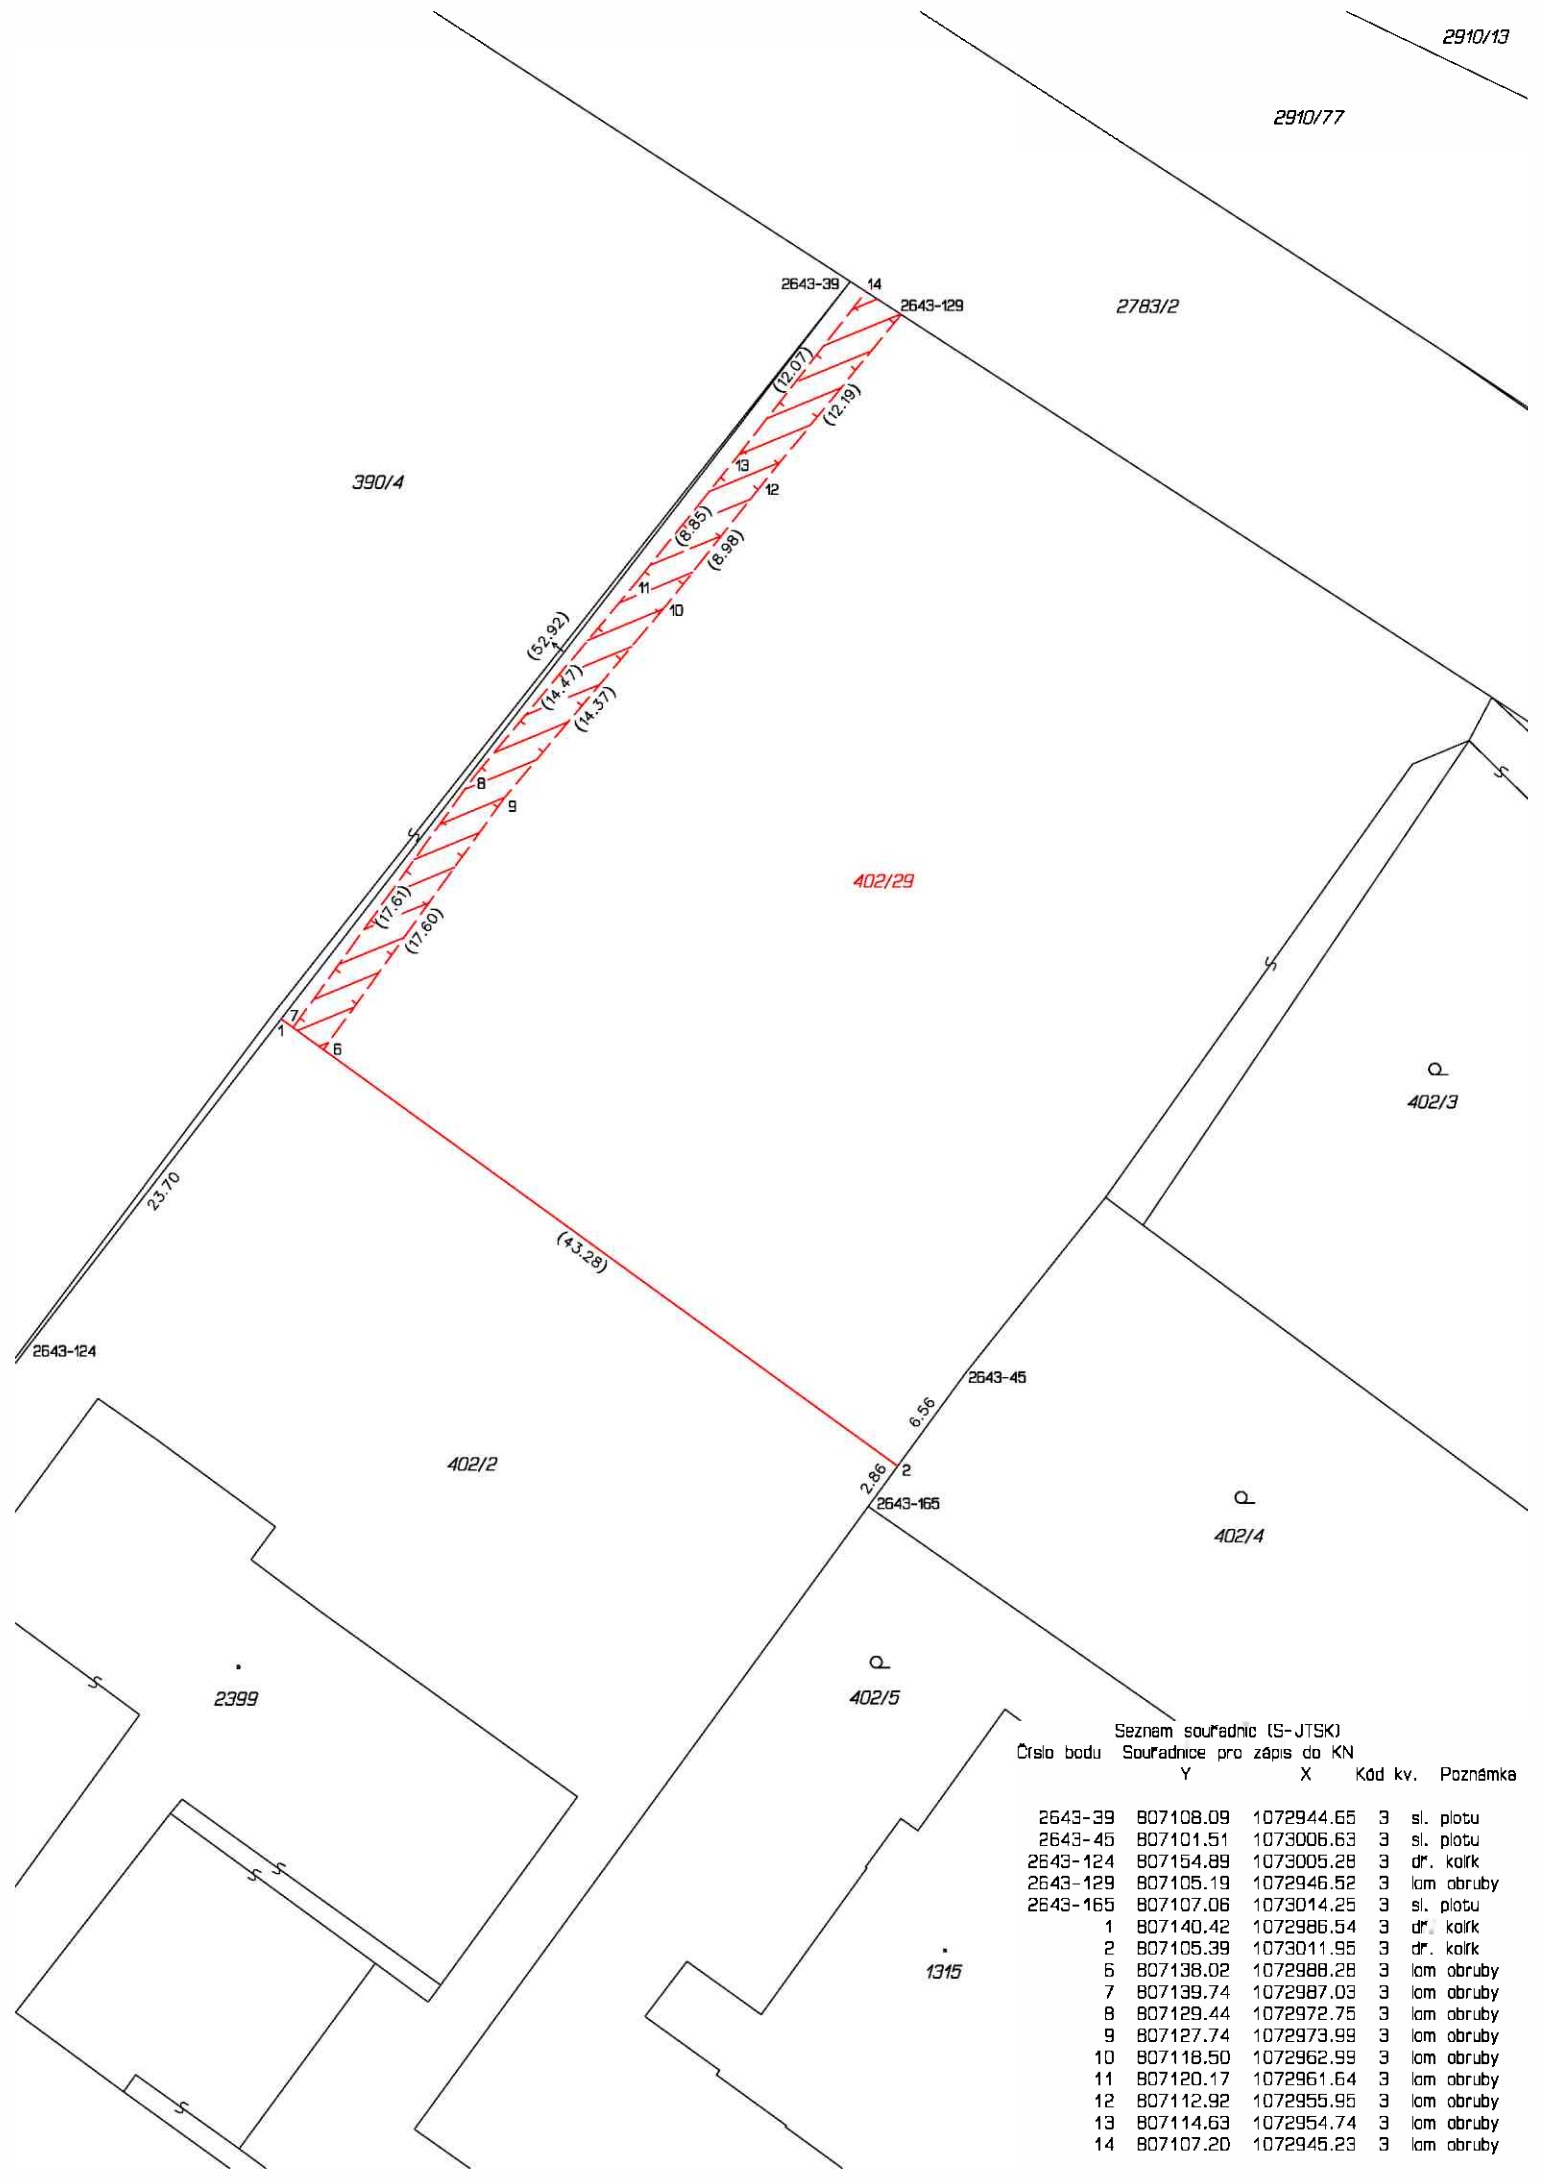 2910/13
2910/77
2643-39
14
2643-129
2783/2
(12.07)
(12.19)
13
12
390/4
(8.85)
(8.98)
11
10
(52.92)
(14.47)
(14.37)
8
9
402/29
(17.61)
(17.60)
7
1
6
402/3
23.70
(43.28)
2643-124
2643-45
6.56
402/2
2
2.86
2643-165
402/4
2399
402/5
1315
Seznam souřadnic (S-JTSK)
Číslo bodu Souřadnice pro zápis do KN
Y X Kód kv. Poznámka
2643-39 807108.09 1072944.65 3 sl. plotu
2643-45 807101.51 1073006.63 3 sl. plotu
2643-124 807154.89 1073005.28 3 dř. kolík
2643-129 807105.19 1072946.52 3 lom obruby
2643-165 807107.06 1073014.25 3 sl. plotu
1 807140.42 1072986.54 3 dř. kolík
2 807105.39 1073011.95 3 dř. kolík
6 807138.02 1072988.28 3 lom obruby
7 807139.74 1072987.03 3 lom obruby
8 807129.44 1072972.75 3 lom obruby
9 807127.74 1072973.99 3 lom obruby
10 807118.50 1072962.99 3 lom obruby
11 807120.17 1072961.64 3 lom obruby
12 807112.92 1072955.95 3 lom obruby
13 807114.63 1072954.74 3 lom obruby
14 807107.20 1072945.23 3 lom obruby